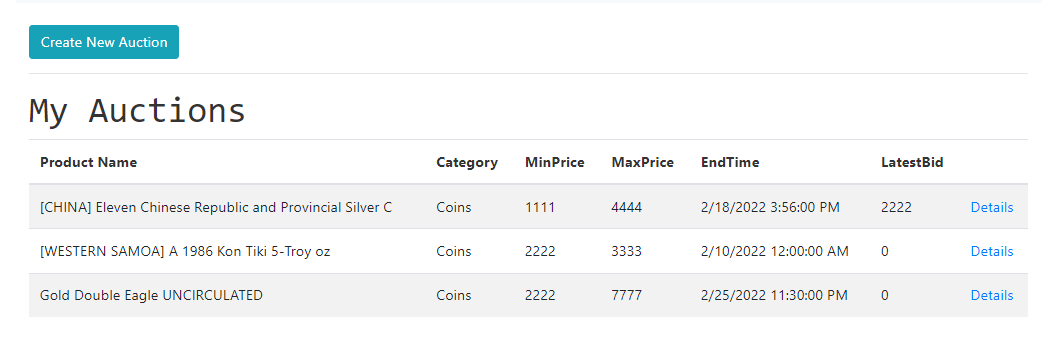 Create New Auction
My Auctions
Product Name Category MinPrice MaxPrice EndTime LatestBid
[CHINA] Eleven Chinese Republic and Provincial Silver C Coins 1111 4444 2/18/2022 3:56:00 PM 2222 Details
[WESTERN SAMOA] A 1986 Kon Tiki 5-Troy oz Coins 2222 3333 2/10/2022 12:00:00 AM 0 Details
Gold Double Eagle UNCIRCULATED Coins 2222 7777 2/25/2022 11:30:00 PM 0 Details